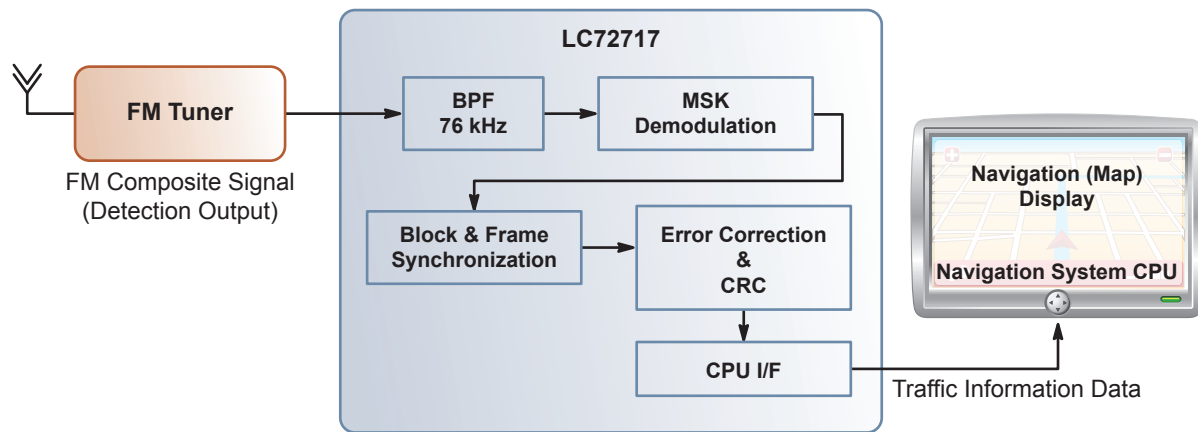 LC72717
FM Tuner
FM Composite Signal
(Detection Output)
BPF
76 kHz
MSK
Demodulation
Block & Frame
Synchronization
Error Correction
&
CRC
CPU I/F
Navigation (Map)
Display
Navigation System CPU
Traffic Information Data